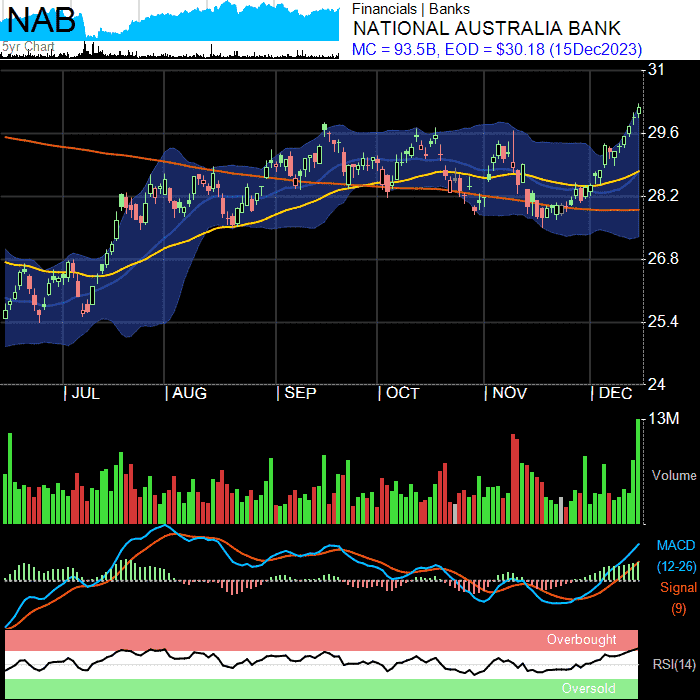 NAB
5yr Chart
Financials | Banks
NATIONAL AUSTRALIA BANK
MC = 93.5B, EOD = $30.18 (15Dec2023)
31
29.6
28.2
26.8
25.4
24
| JUL | AUG | SEP | OCT | NOV | DEC
13M
Volume
MACD
(12-26)
Signal
(9)
Overbought
RSI(14)
Oversold